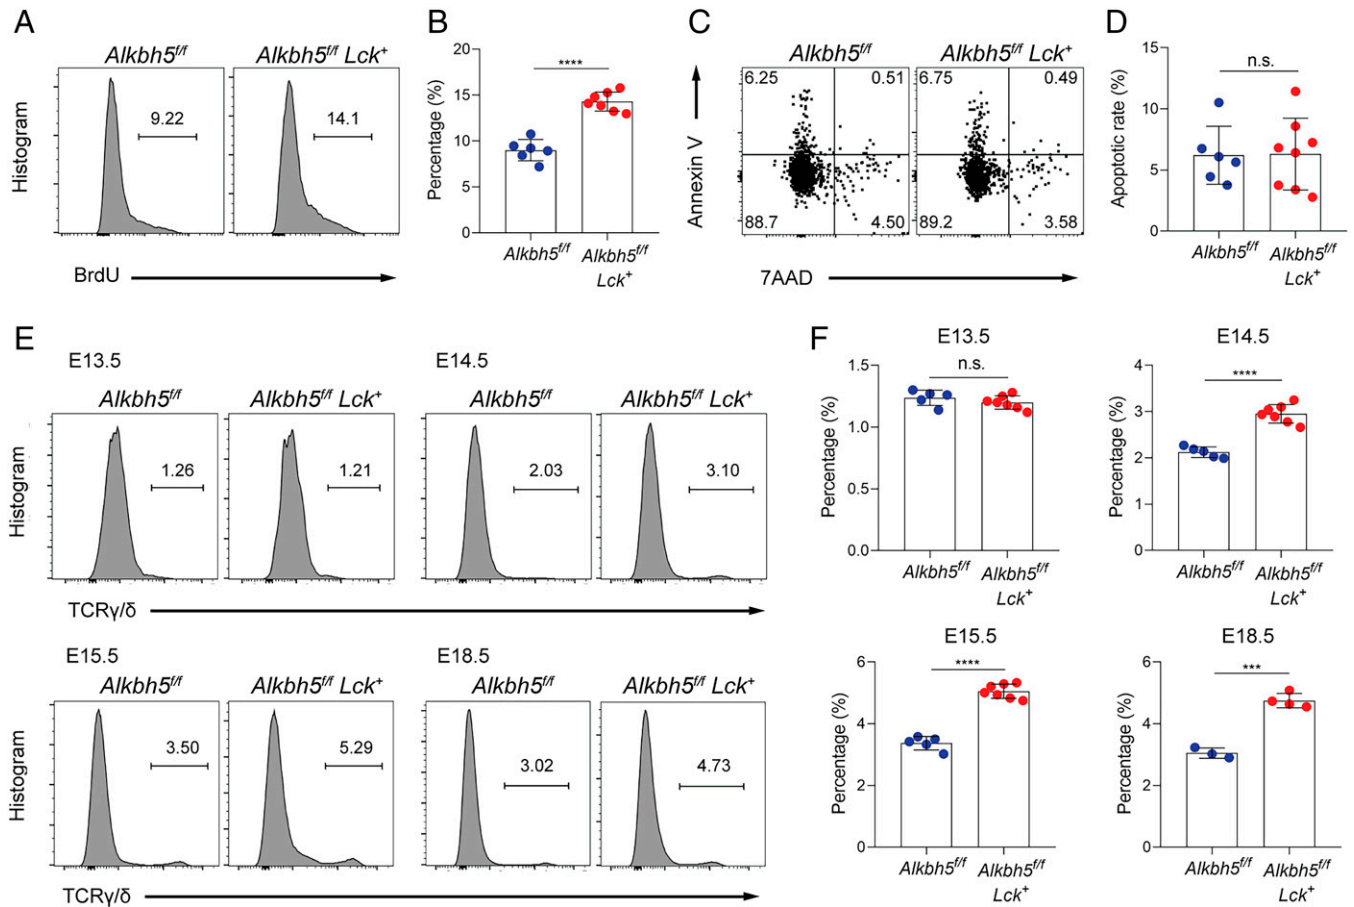 A
Alkbh5f/f
Alkbh5f/f Lck+
Histogram
9.22
14.1
BrdU
B
Percentage (%)
20
15
10
5
0
****
Alkbh5f/f
Alkbh5f/f
Lck+
C
Alkbh5f/f
Alkbh5f/f Lck+
Annexin V
6.25
0.51
88.7
4.50
6.75
0.49
89.2
3.58
7AAD
D
Apoptotic rate (%)
15
10
5
0
n.s.
Alkbh5f/f
Alkbh5f/f
Lck+
E
E13.5
Alkbh5f/f
Alkbh5f/f Lck+
Histogram
1.26
1.21
E14.5
Alkbh5f/f
Alkbh5f/f Lck+
2.03
3.10
TCRγ/δ
E15.5
Alkbh5f/f
Alkbh5f/f Lck+
Histogram
3.50
5.29
E18.5
Alkbh5f/f
Alkbh5f/f Lck+
3.02
4.73
TCRγ/δ
F
E13.5
Percentage (%)
1.5
1.0
0.5
0.0
n.s.
Alkbh5f/f
Alkbh5f/f
Lck+
E14.5
Percentage (%)
4
3
2
1
0
****
Alkbh5f/f
Alkbh5f/f
Lck+
E15.5
Percentage (%)
6
4
2
0
****
Alkbh5f/f
Alkbh5f/f
Lck+
E18.5
Percentage (%)
6
4
2
0
***
Alkbh5f/f
Alkbh5f/f
Lck+